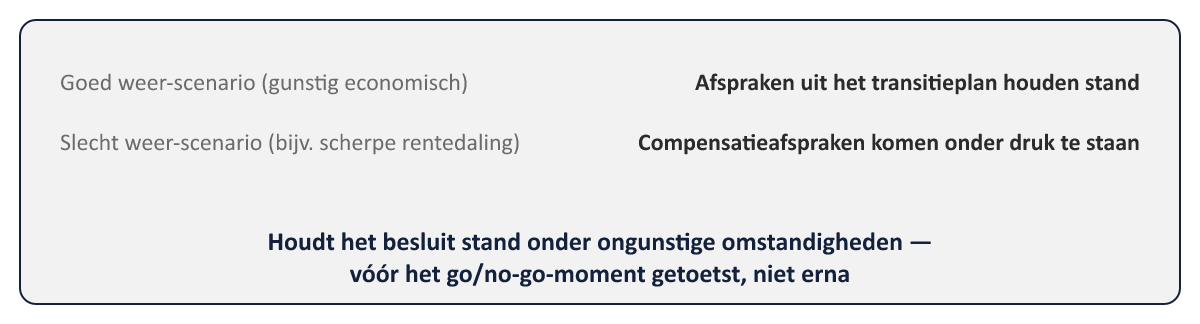 Goed weer-scenario (gunstig economisch) Afspraken uit het transitieplan houden stand
Slecht weer-scenario (bijv. scherpe rentedaling) Compensatieafspraken komen onder druk te staan
Houdt het besluit stand onder ongunstige omstandigheden —
vóór het go/no-go-moment getoetst, niet erna